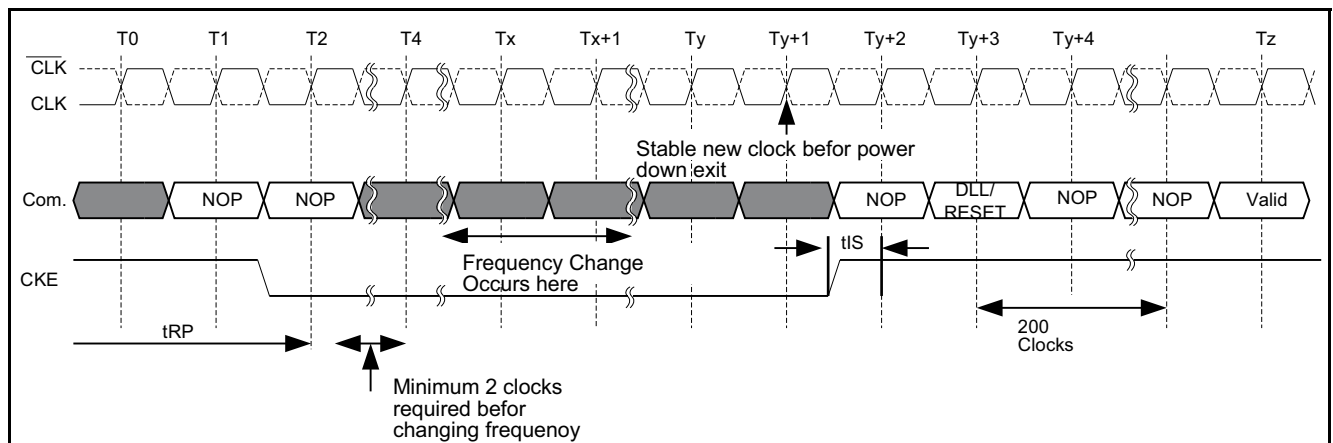 T0 T1 T2 T4 Tx Tx+1 Ty Ty+1 Ty+2 Ty+3 Ty+4 Tz
CLK
CLK
Stable new clock befor power
down exit
Com. NOP NOP NOP DLL/
RESET NOP NOP Valid
tIS
Frequency Change
Occurs here
CKE
tRP
200
Clocks
Minimum 2 clocks
required befor
changing frequenoy